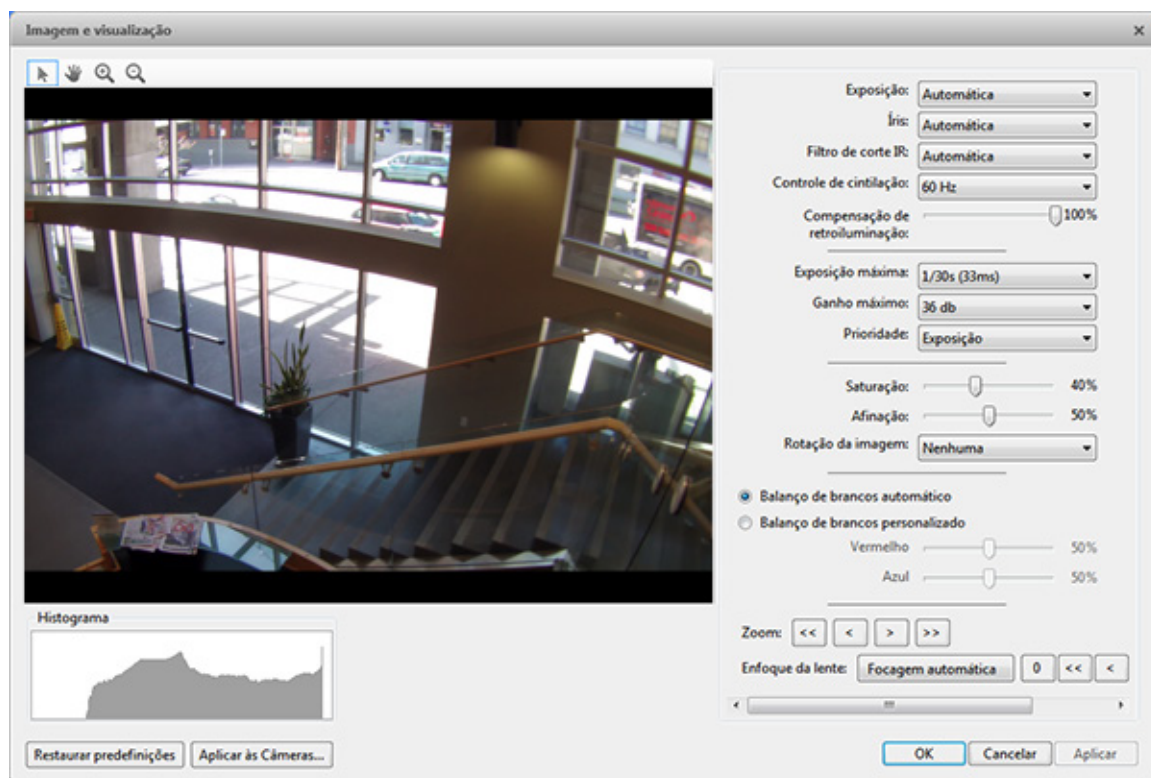 Imagem e visualização
Exposição: Automática
Íris: Automática
Filtro de corte IR: Automática
Controle de cintilação: 60 Hz
Compensação de
retroiluminação: 100%
Exposição máxima: 1/30s (33ms)
Ganho máximo: 36 db
Prioridade: Exposição
Saturação: 40%
Afinação: 50%
Rotação da imagem: Nenhuma
Balanço de brancos automático
Balanço de brancos personalizado
Vermelho 50%
Azul 50%
Histograma
Zoom: << < > >>
Enfoque da lente: Focagem automática 0 << <
Restaurar predefinições Aplicar às Câmeras... OK Cancelar Aplicar